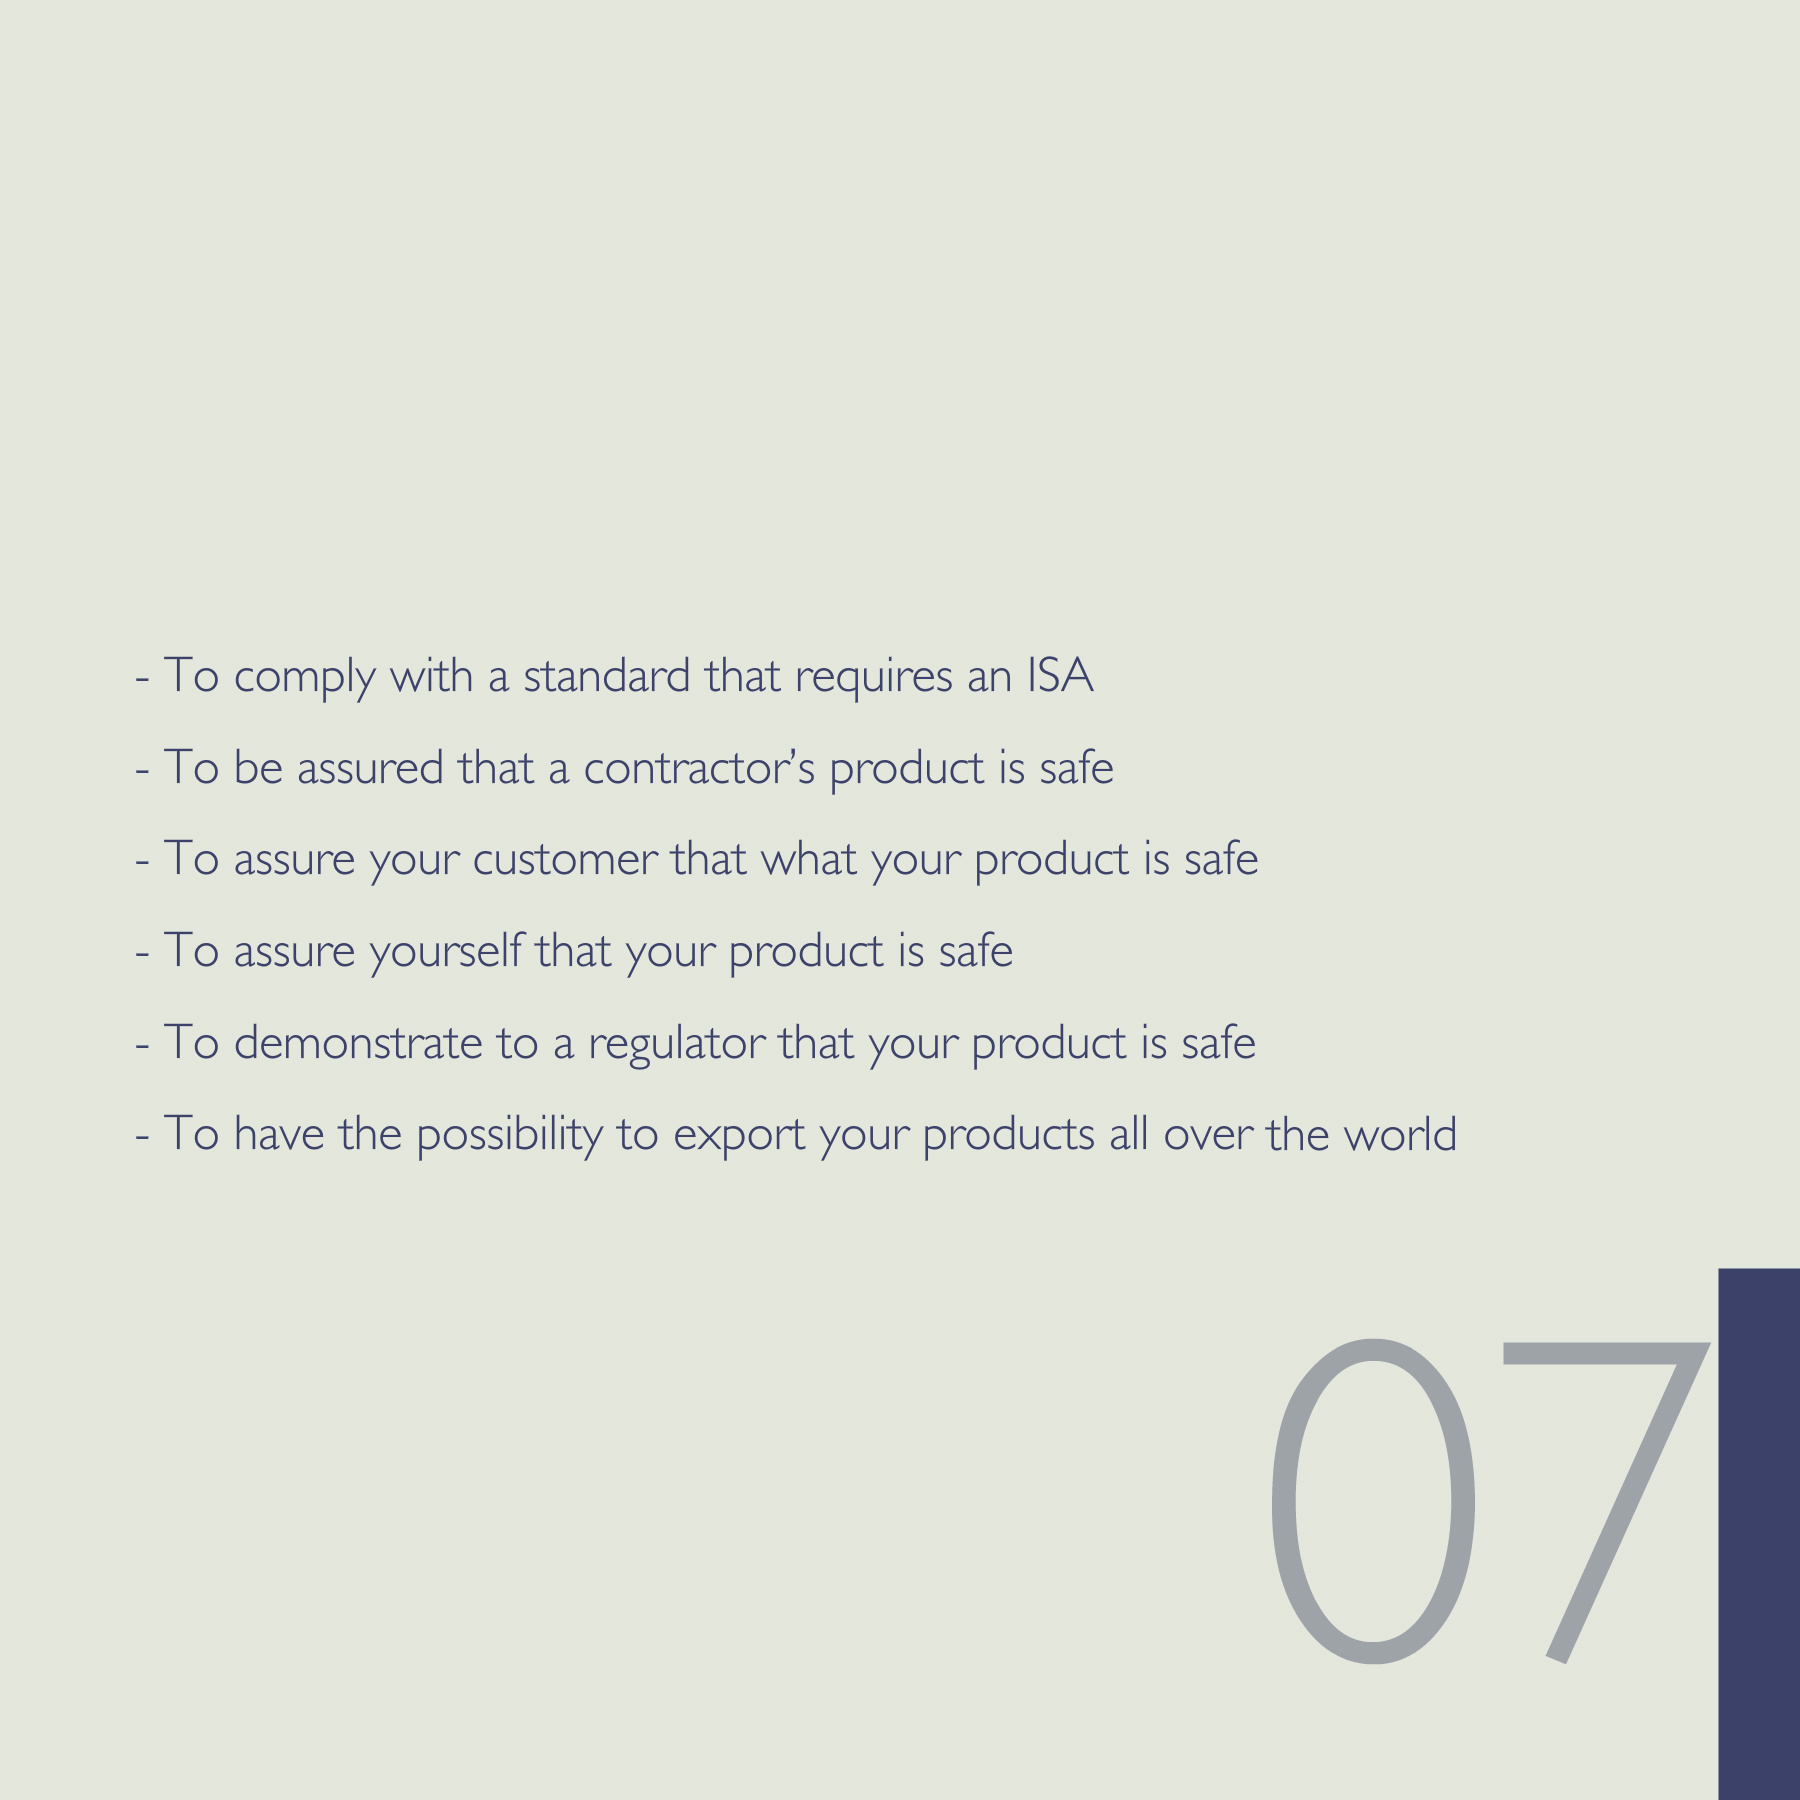 - To comply with a standard that requires an ISA
- To be assured that a contractor’s product is safe
- To assure your customer that what your product is safe
- To assure yourself that your product is safe
- To demonstrate to a regulator that your product is safe
- To have the possibility to export your products all over the world
07